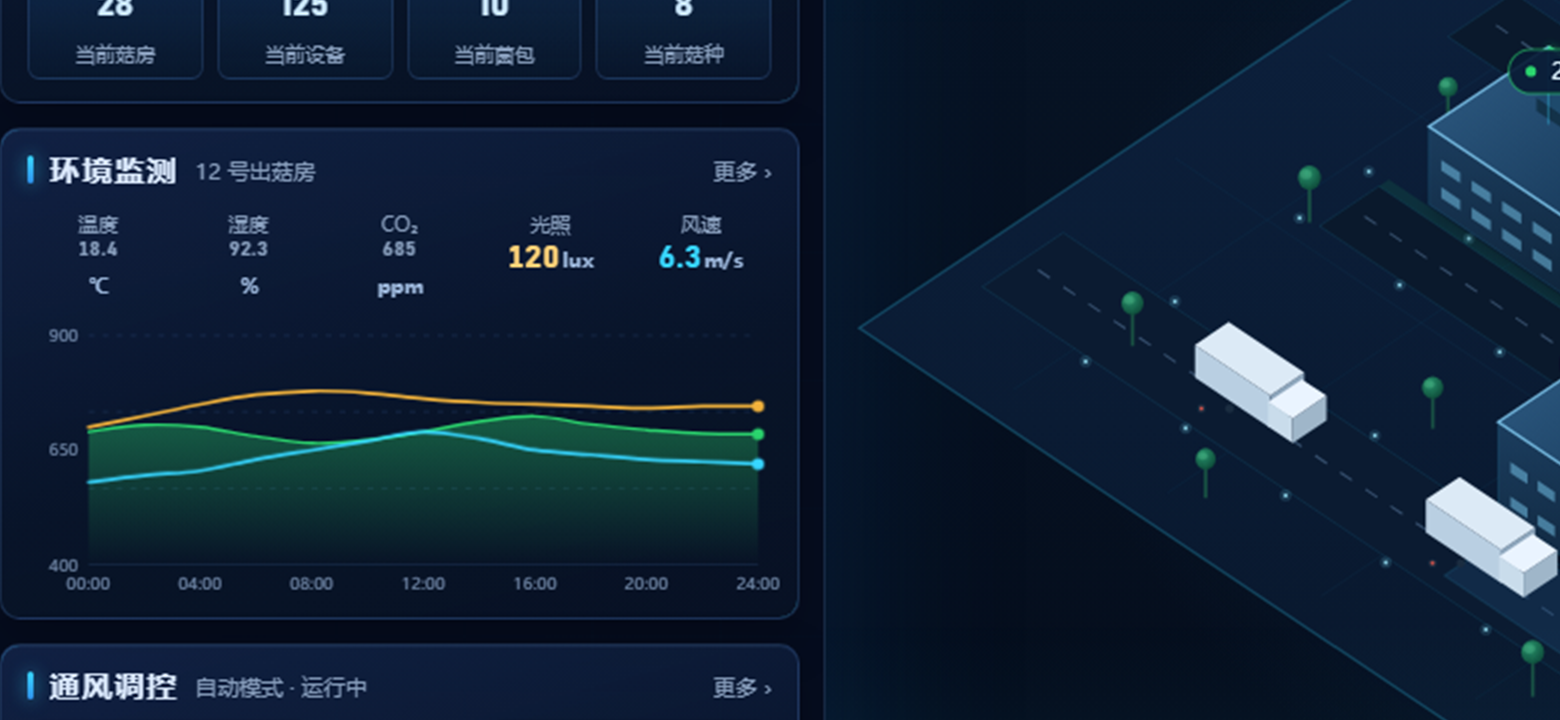 28 125 10 8
当前菇房 当前设备 当前菌包 当前菇种
环境监测 12 号出菇房 更多 ›
温度 湿度 CO₂ 光照 风速
18.4 92.3 685 120 lux 6.3 m/s
℃ % ppm
900
650
400
00:00 04:00 08:00 12:00 16:00 20:00 24:00
通风调控 自动模式 · 运行中 更多 ›
2